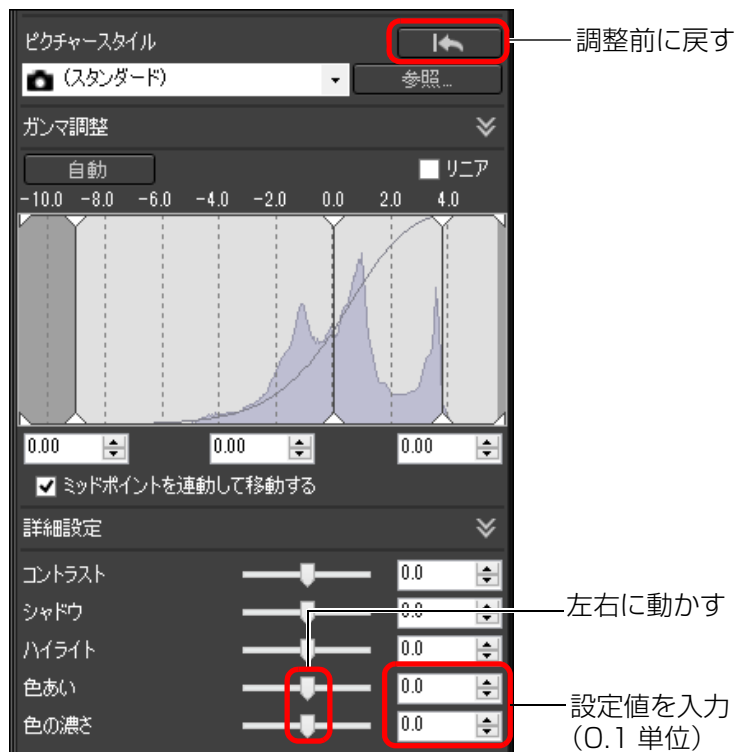 ピクチャースタイル
調整前に戻す
(スタンダード)
参照...
ガンマ調整
自動
リニア
-10.0 -8.0 -6.0 -4.0 -2.0 0.0 2.0 4.0
0.00 0.00 0.00
ミッドポイントを連動して移動する
詳細設定
コントラスト 0.0
シャドウ 0.0
左右に動かす
ハイライト 0.0
色あい 0.0
設定値を入力
(0.1 単位)
色の濃さ 0.0